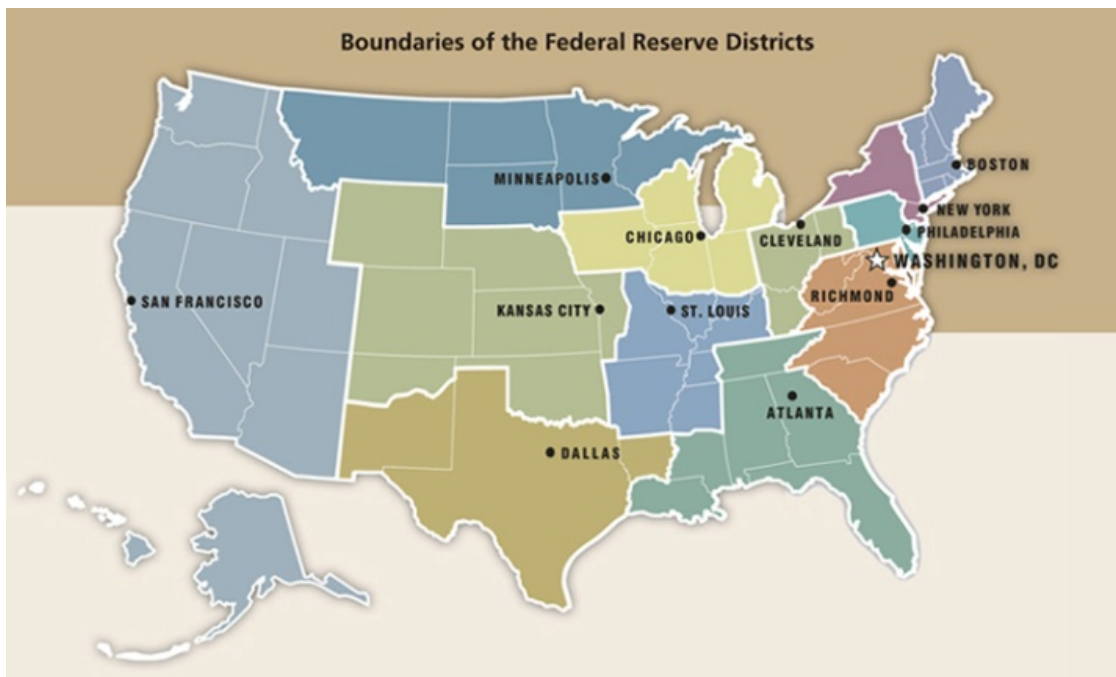 Boundaries of the Federal Reserve Districts
BOSTON
MINNEAPOLIS
NEW YORK
PHILADELPHIA
CHICAGO
CLEVELAND
WASHINGTON, DC
RICHMOND
SAN FRANCISCO
KANSAS CITY
ST. LOUIS
ATLANTA
DALLAS